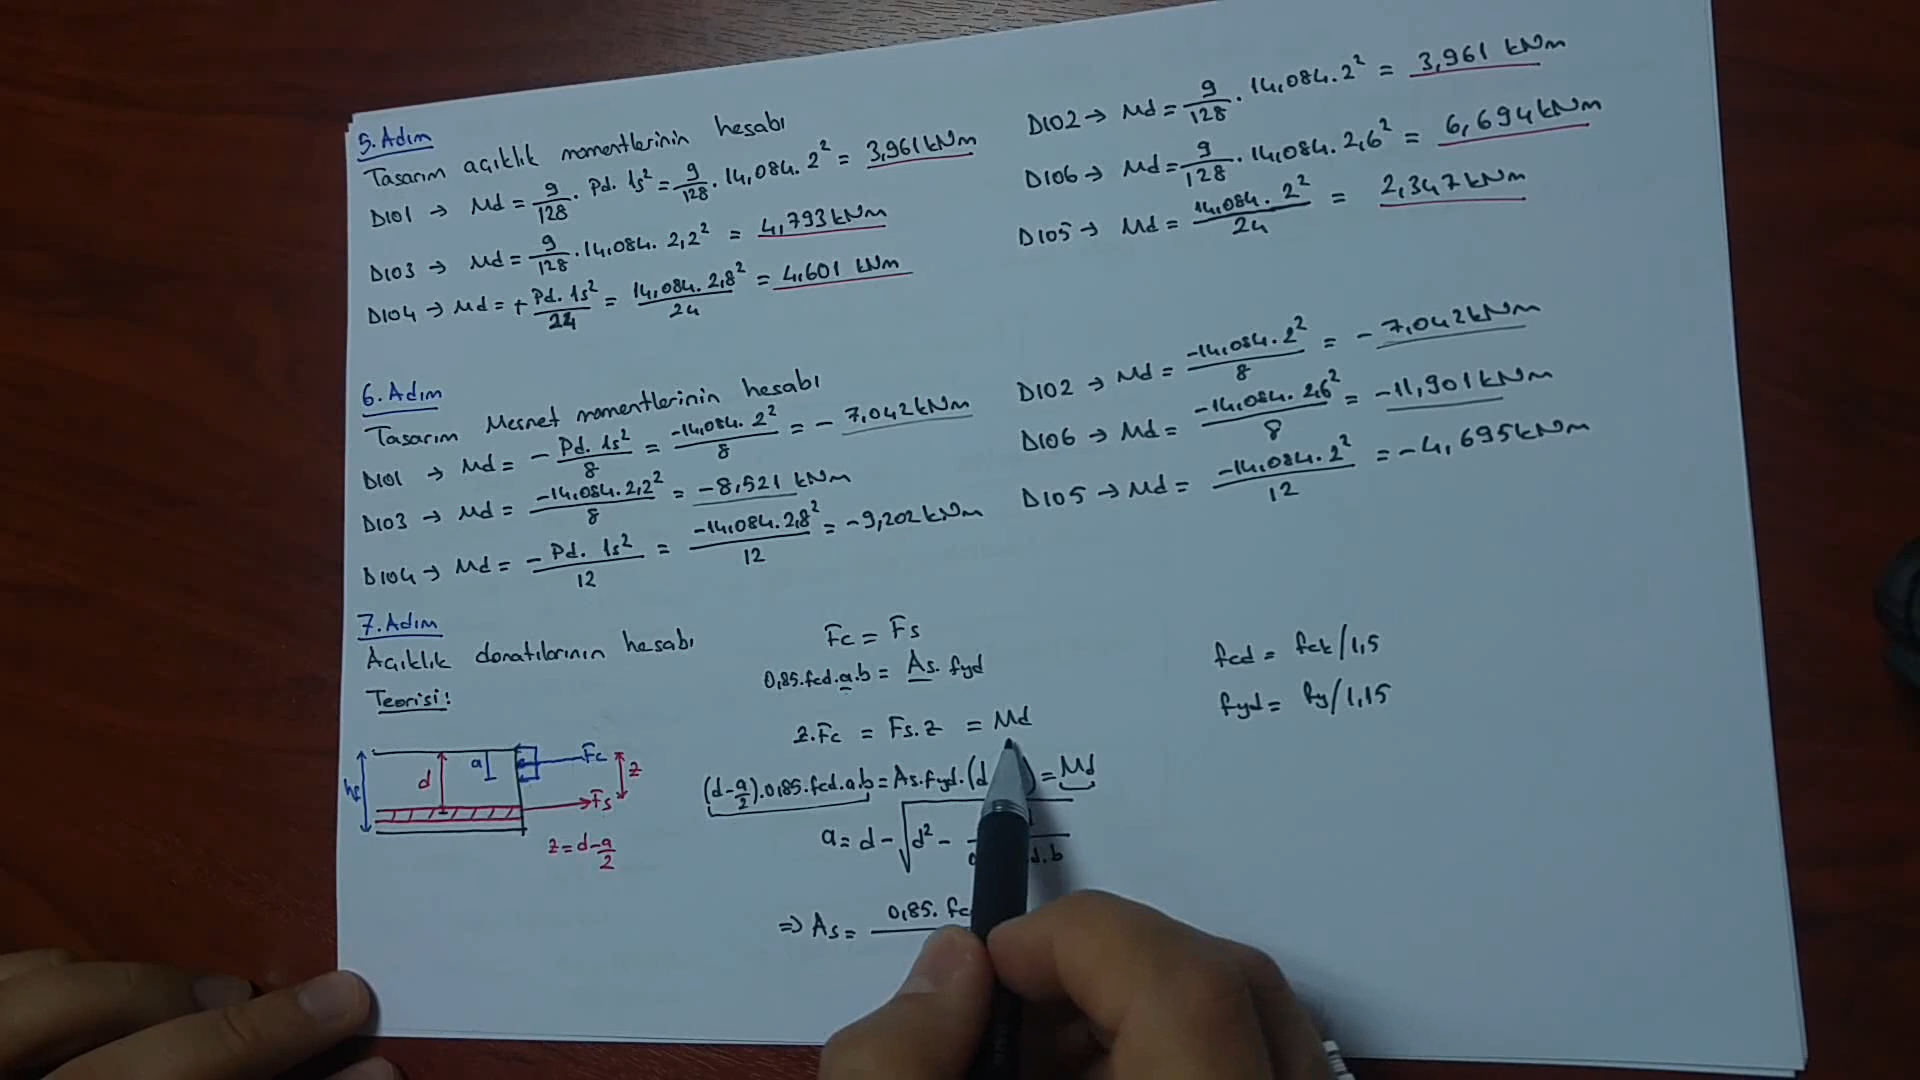 5. Adım
Tasarım açıklık momentlerinin hesabı
D101 → Md = 9/128 . Pd. ls² = 9/128 . 14,084. 2² = 3,961 kNm
D103 → Md = 9/128 . 14,084. 2,2² = 4,793 kNm
D104 → Md = + Pd. ls²/24 = 14,084. 2,8²/24 = 4,601 kNm
D102 → Md = 9/128 . 14,084. 2² = 3,961 kNm
D106 → Md = 9/128 . 14,084. 2,6² = 6,694 kNm
D105 → Md = 14,084. 2²/24 = 2,347 kNm
6. Adım
Tasarım Mesnet momentlerinin hesabı
D101 → Md = - Pd. ls²/8 = -14,084. 2²/8 = - 7,042 kNm
D103 → Md = -14,084. 2,2²/8 = -8,521 kNm
D104 → Md = - Pd. ls²/12 = -14,084. 2,8²/12 = -9,202 kNm
D102 → Md = -14,084. 2²/8 = - 7,042 kNm
D106 → Md = -14,084. 2,6²/8 = -11,901 kNm
D105 → Md = -14,084. 2²/12 = - 4,695 kNm
7. Adım
Açıklık donatılarının hesabı
Teorisi!
hf
d
a
Fc
z
Fs
z = d - a/2
Fc = Fs
0,85.fcd.a.b = As. fyd
z.Fc = Fs.z = Md
(d - a/2).0,85.fcd.a.b = As.fyd.(d ) = Md
a = d - √d² - d.b
⇒ As = 0,85. fc
fcd = fck/1,5
fyd = fy/1,15